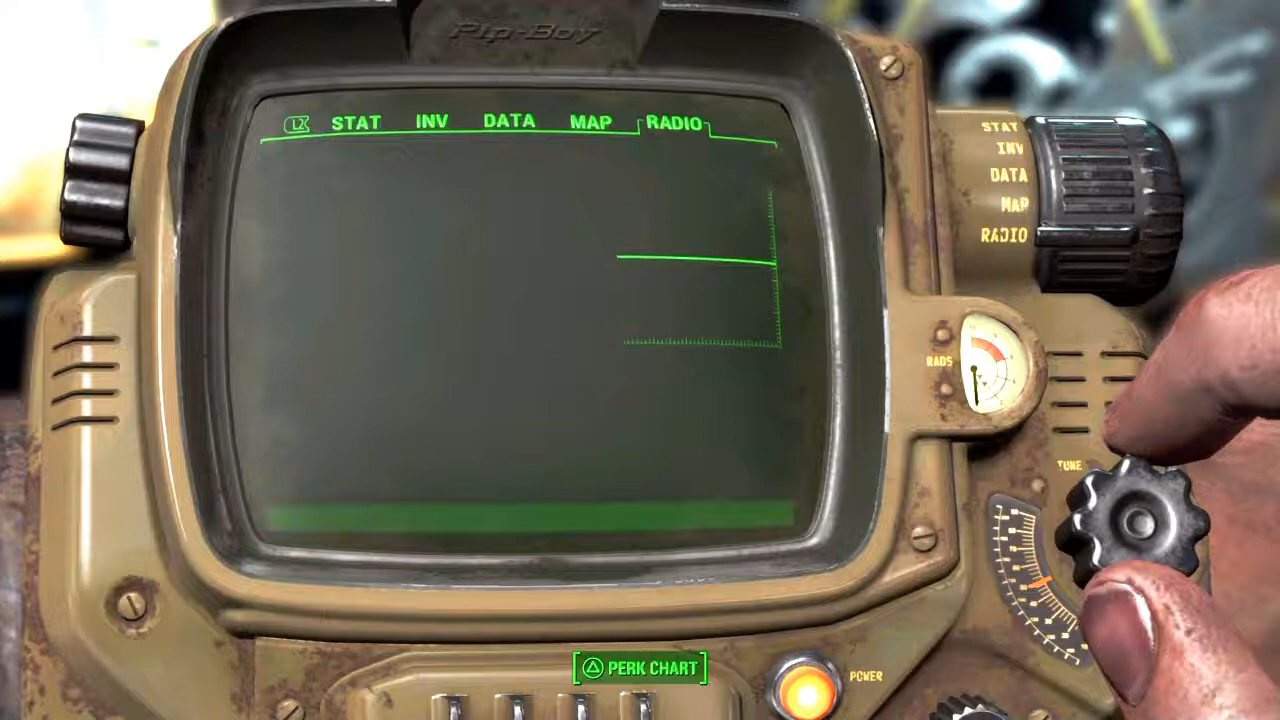 Pip-Boy
L2 STAT INV DATA MAP RADIO
STAT
INV
DATA
MAP
RADIO
RADS
TUNE
PERK CHART
POWER